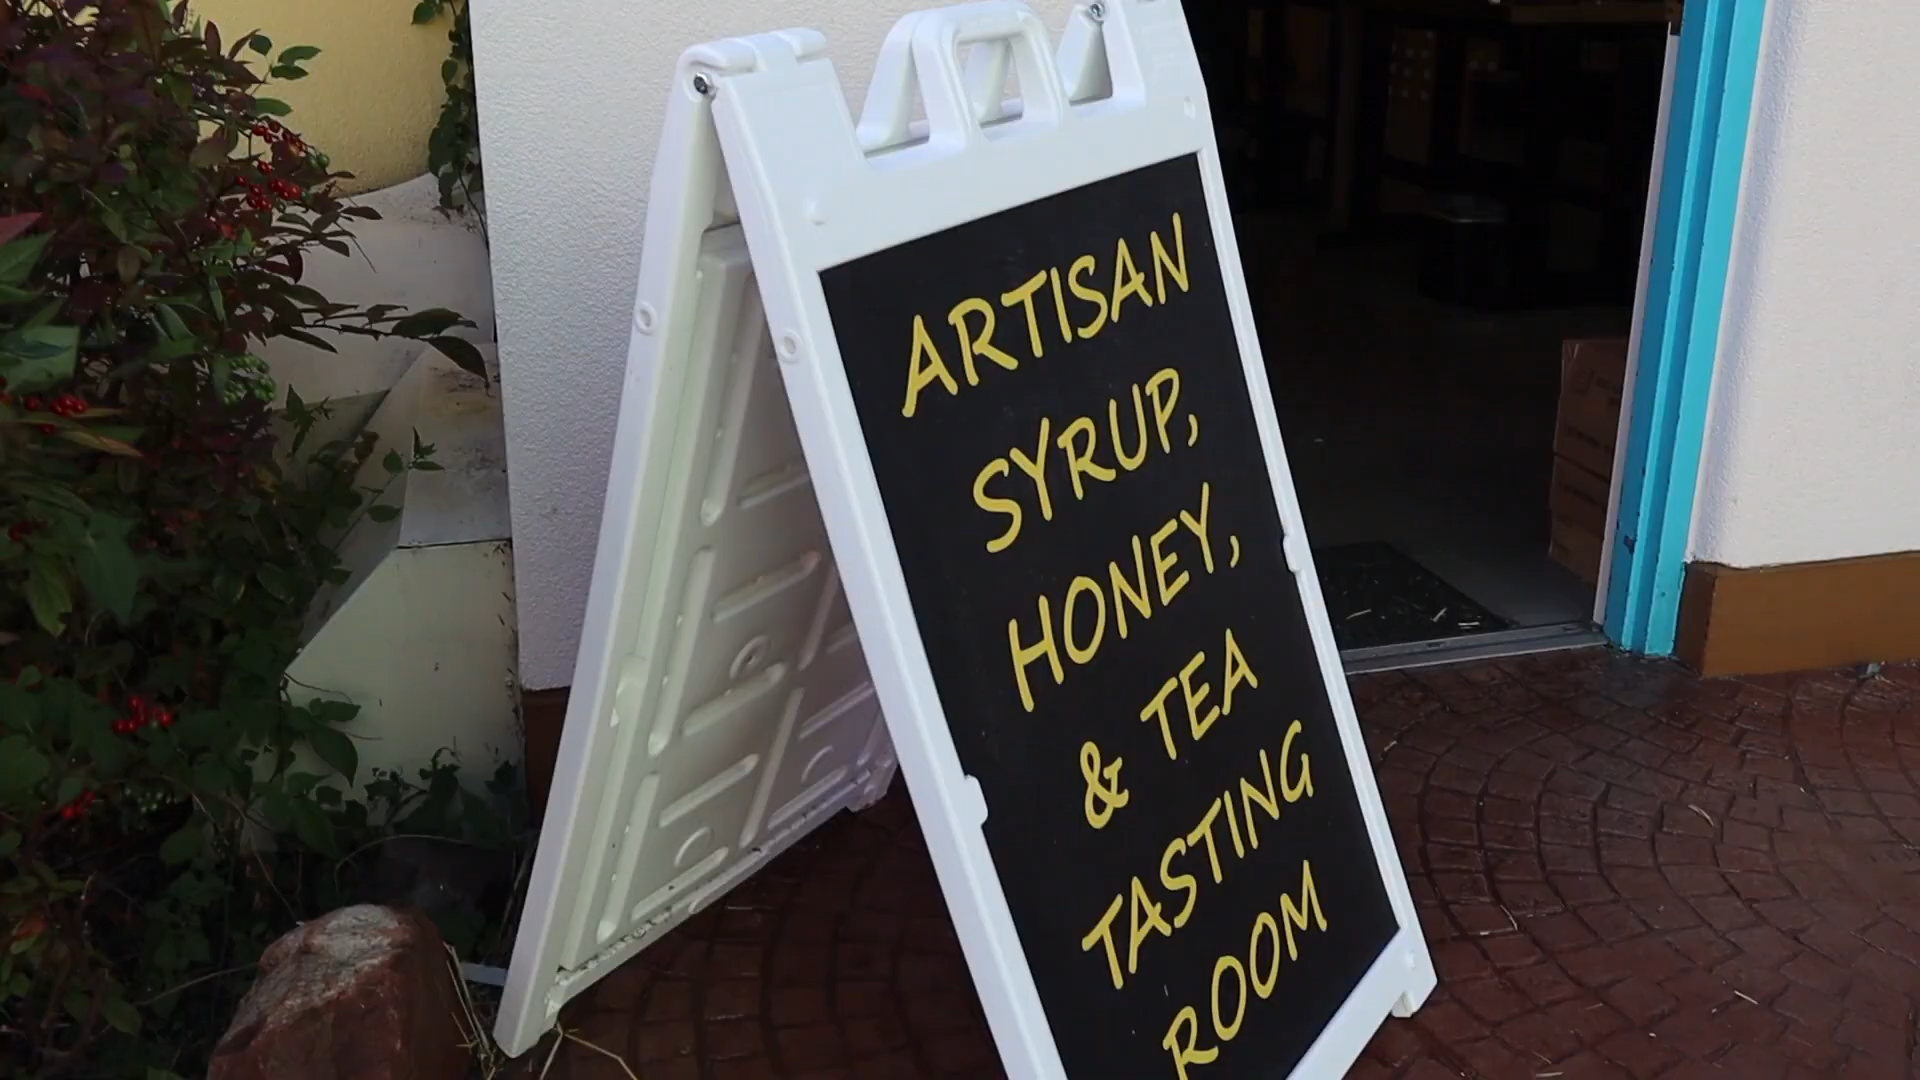 ARTISAN
SYRUP,
HONEY,
& TEA
TASTING
ROOM